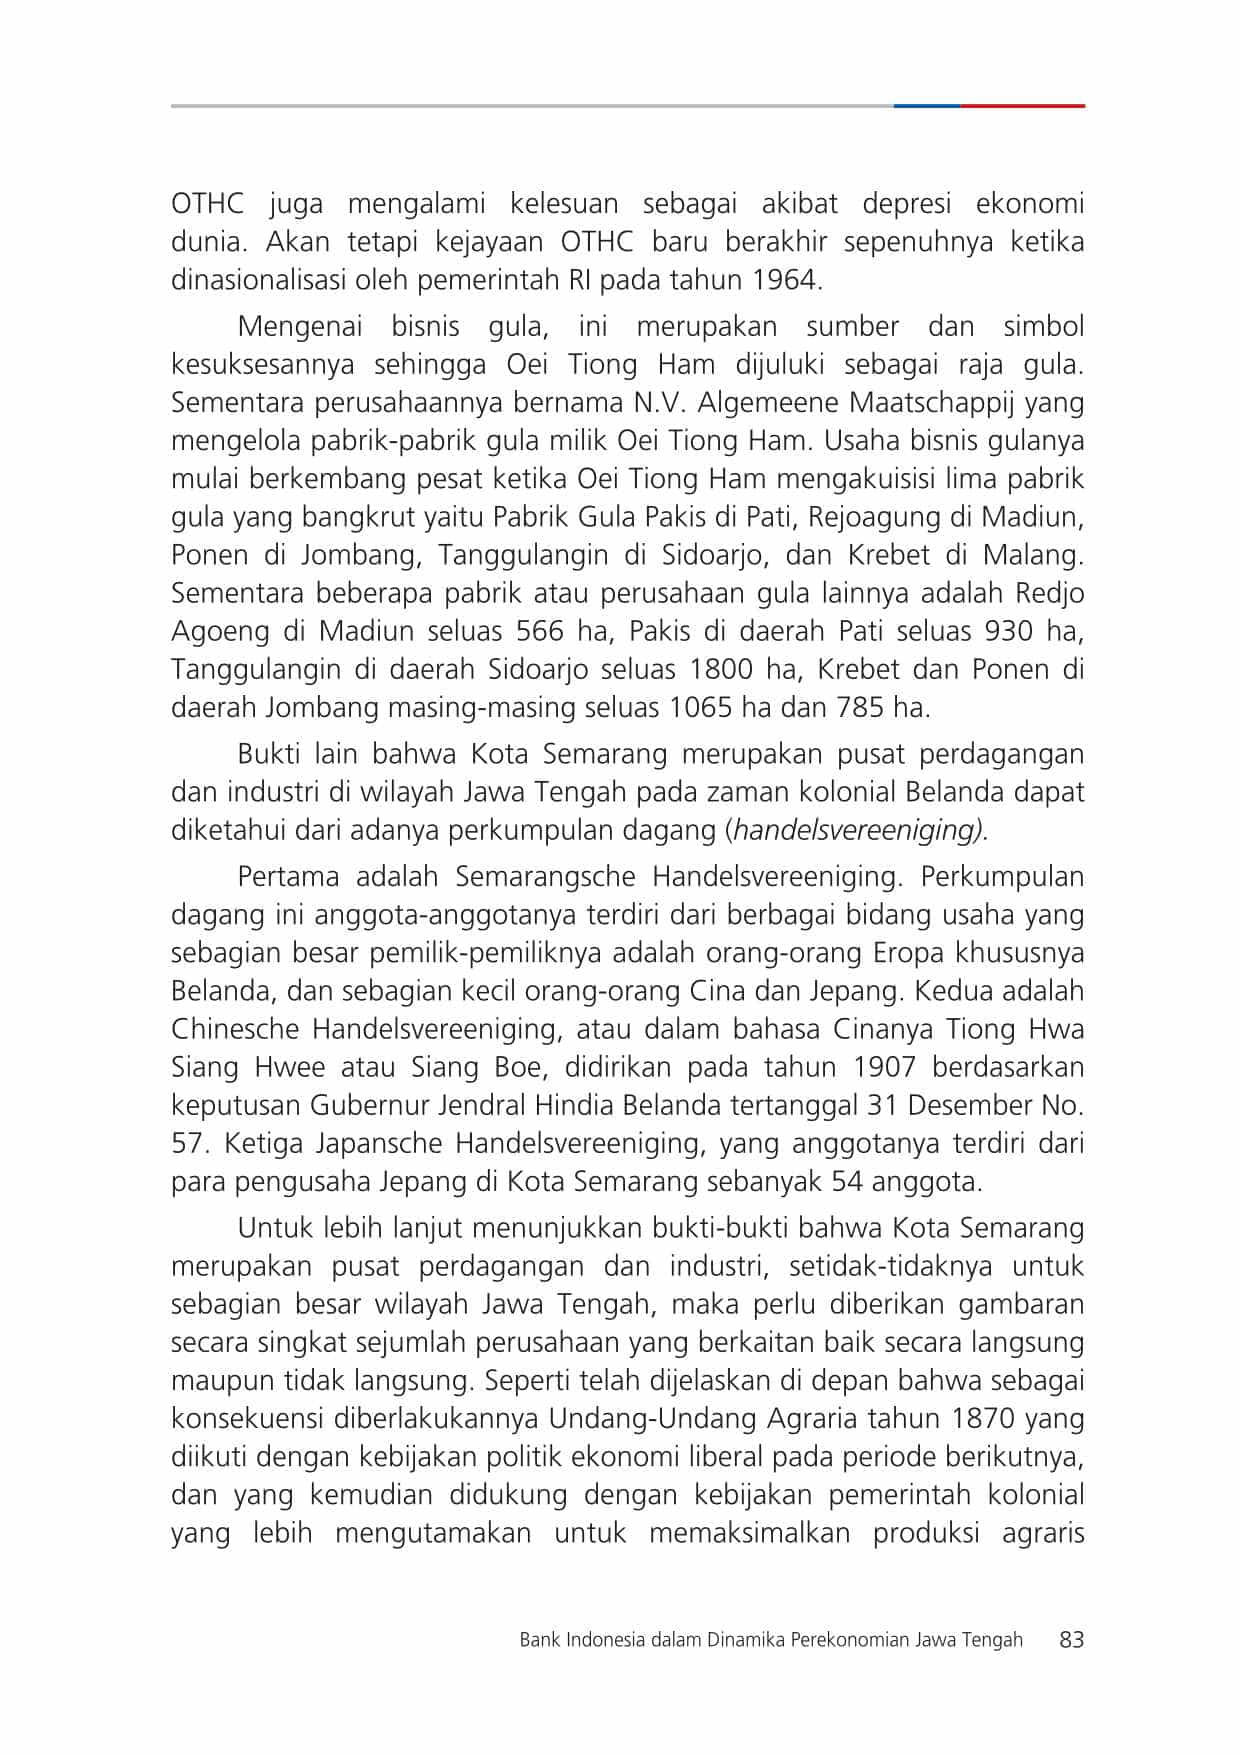 OTHC juga mengalami kelesuan sebagai akibat depresi ekonomi
dunia. Akan tetapi kejayaan OTHC baru berakhir sepenuhnya ketika
dinasionalisasi oleh pemerintah RI pada tahun 1964.
Mengenai bisnis gula, ini merupakan sumber dan simbol
kesuksesannya sehingga Oei Tiong Ham dijuluki sebagai raja gula.
Sementara perusahaannya bernama N.V. Algemeene Maatschappij yang
mengelola pabrik-pabrik gula milik Oei Tiong Ham. Usaha bisnis gulanya
mulai berkembang pesat ketika Oei Tiong Ham mengakuisisi lima pabrik
gula yang bangkrut yaitu Pabrik Gula Pakis di Pati, Rejoagung di Madiun,
Ponen di Jombang, Tanggulangin di Sidoarjo, dan Krebet di Malang.
Sementara beberapa pabrik atau perusahaan gula lainnya adalah Redjo
Agoeng di Madiun seluas 566 ha, Pakis di daerah Pati seluas 930 ha,
Tanggulangin di daerah Sidoarjo seluas 1800 ha, Krebet dan Ponen di
daerah Jombang masing-masing seluas 1065 ha dan 785 ha.
Bukti lain bahwa Kota Semarang merupakan pusat perdagangan
dan industri di wilayah Jawa Tengah pada zaman kolonial Belanda dapat
diketahui dari adanya perkumpulan dagang (handelsvereeniging).
Pertama adalah Semarangsche Handelsvereeniging. Perkumpulan
dagang ini anggota-anggotanya terdiri dari berbagai bidang usaha yang
sebagian besar pemilik-pemiliknya adalah orang-orang Eropa khususnya
Belanda, dan sebagian kecil orang-orang Cina dan Jepang. Kedua adalah
Chinesche Handelsvereeniging, atau dalam bahasa Cinanya Tiong Hwa
Siang Hwee atau Siang Boe, didirikan pada tahun 1907 berdasarkan
keputusan Gubernur Jendral Hindia Belanda tertanggal 31 Desember No.
57. Ketiga Japansche Handelsvereeniging, yang anggotanya terdiri dari
para pengusaha Jepang di Kota Semarang sebanyak 54 anggota.
Untuk lebih lanjut menunjukkan bukti-bukti bahwa Kota Semarang
merupakan pusat perdagangan dan industri, setidak-tidaknya untuk
sebagian besar wilayah Jawa Tengah, maka perlu diberikan gambaran
secara singkat sejumlah perusahaan yang berkaitan baik secara langsung
maupun tidak langsung. Seperti telah dijelaskan di depan bahwa sebagai
konsekuensi diberlakukannya Undang-Undang Agraria tahun 1870 yang
diikuti dengan kebijakan politik ekonomi liberal pada periode berikutnya,
dan yang kemudian didukung dengan kebijakan pemerintah kolonial
yang lebih mengutamakan untuk memaksimalkan produksi agraris
Bank Indonesia dalam Dinamika Perekonomian Jawa Tengah 83